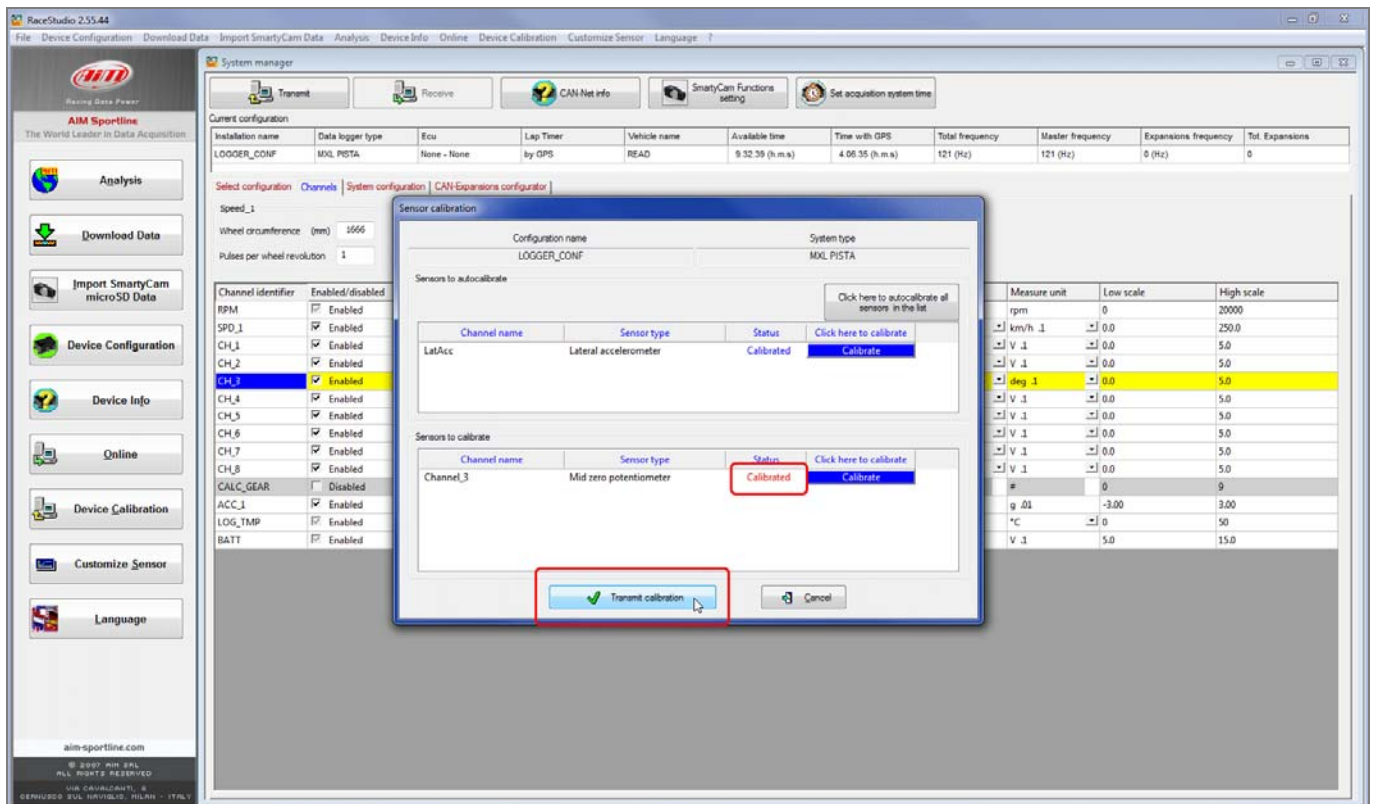 RaceStudio 2.55.44
File Device Configuration Download Data Import SmartyCam Data Analysis Device Info Online Device Calibration Customize Sensor Language ?
AiM
Racing Data Power
AIM Sportline
The World Leader in Data Acquisition
Analysis
Download Data
Import SmartyCam
microSD Data
Device Configuration
Device Info
Online
Device Calibration
Customize Sensor
Language
aim-sportline.com
© 2007 AIM SRL
ALL RIGHTS RESERVED
VIA CAVALCANTI, 8
CERNUSCO SUL NAVIGLIO, MILAN - ITALY
System manager
Transmit Receive CAN-Net info SmartyCam Functions setting Set acquisition system time
Current configuration
Installation name Data logger type Ecu Lap Timer Vehicle name Available time Time with GPS Total frequency Master frequency Expansions frequency Tot. Expansions
LOGGER_CONF MXL PISTA None - None by GPS READ 9.32.39 (h.m.s) 4.06.35 (h.m.s) 121 (Hz) 121 (Hz) 0 (Hz) 0
Select configuration Channels System configuration CAN-Expansions configurator
Speed_1
Wheel circumference (mm) 1666
Pulses per wheel revolution 1
Channel identifier Enabled/disabled Measure unit Low scale High scale
RPM Enabled rpm 0 20000
SPD_1 Enabled km/h .1 0.0 250.0
CH_1 Enabled V .1 0.0 5.0
CH_2 Enabled V .1 0.0 5.0
CH_3 Enabled deg .1 0.0 5.0
CH_4 Enabled V .1 0.0 5.0
CH_5 Enabled V .1 0.0 5.0
CH_6 Enabled V .1 0.0 5.0
CH_7 Enabled V .1 0.0 5.0
CH_8 Enabled V .1 0.0 5.0
CALC_GEAR Disabled # 0 9
ACC_1 Enabled g .01 -3.00 3.00
LOG_TMP Enabled °C 0 50
BATT Enabled V .1 5.0 15.0
Sensor calibration
Configuration name System type
LOGGER_CONF MXL PISTA
Sensors to autocalibrate
Click here to autocalibrate all
sensors in the list
Channel name Sensor type Status Click here to calibrate
LatAcc Lateral accelerometer Calibrated Calibrate
Sensors to calibrate
Channel name Sensor type Status Click here to calibrate
Channel_3 Mid zero potentiometer Calibrated Calibrate
Transmit calibration Cancel